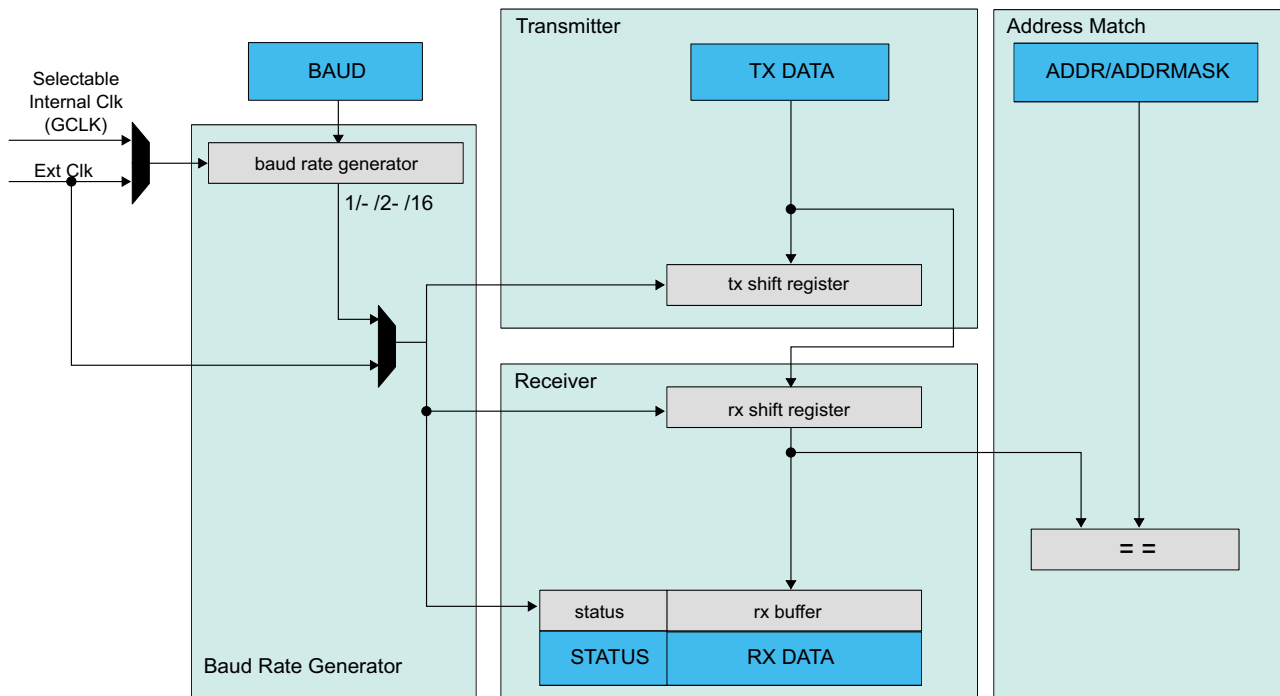 Transmitter
Address Match
BAUD
TX DATA
ADDR/ADDRMASK
Selectable
Internal Clk
(GCLK)
baud rate generator
Ext Clk
1/- /2- /16
tx shift register
Receiver
rx shift register
= =
status
rx buffer
STATUS
RX DATA
Baud Rate Generator